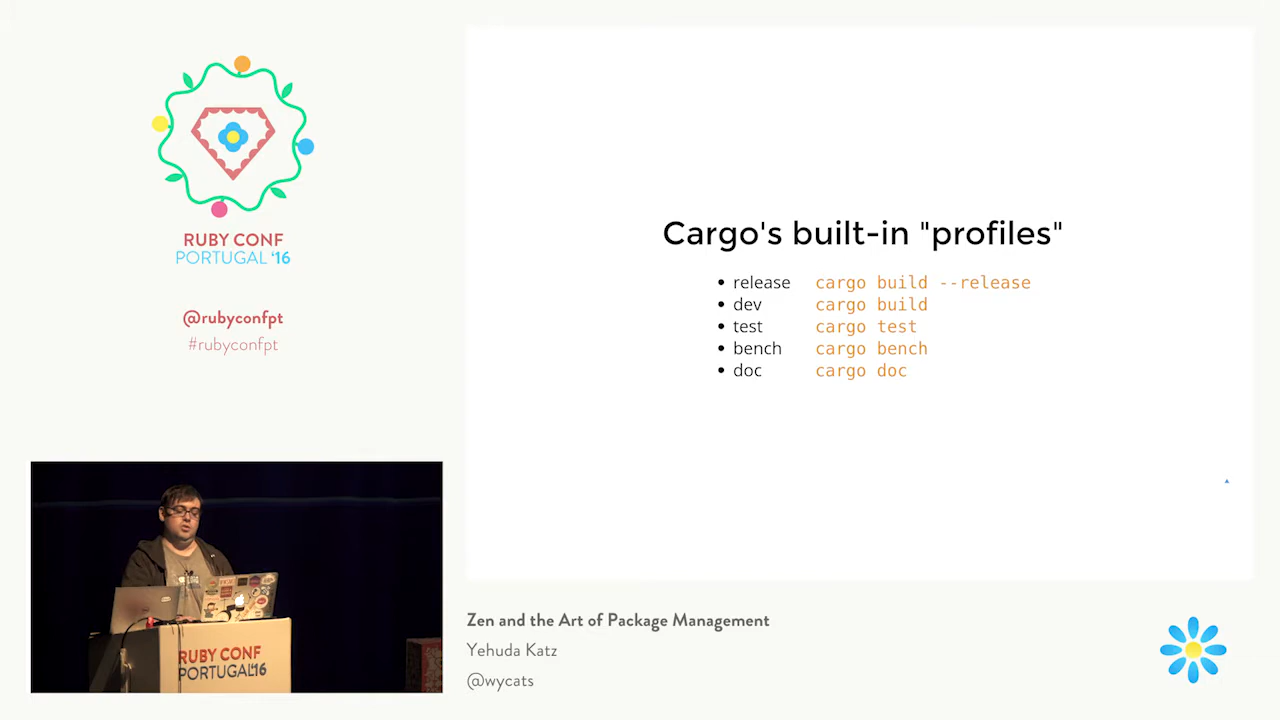 RUBY CONF
PORTUGAL ‘16
@rubyconfpt
#rubyconfpt
Cargo's built-in "profiles"
• release cargo build --release
• dev cargo build
• test cargo test
• bench cargo bench
• doc cargo doc
RUBY CONF
PORTUGAL‘16
Zen and the Art of Package Management
Yehuda Katz
@wycats